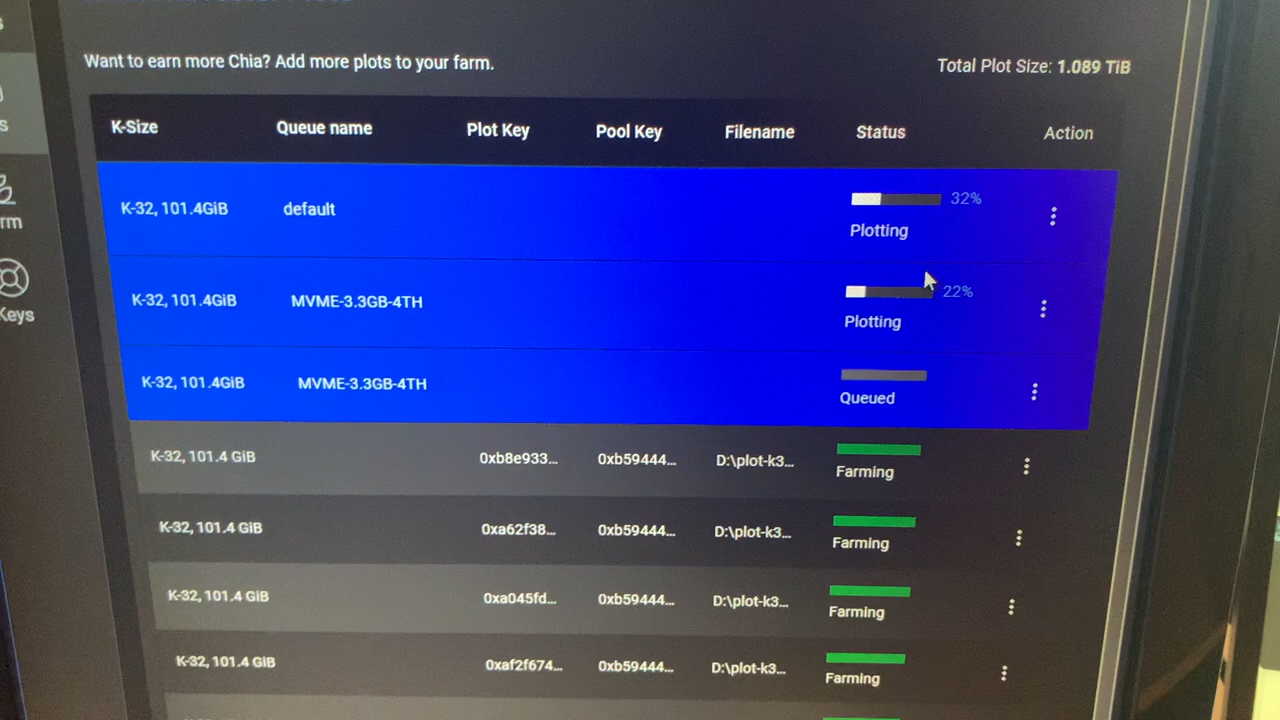 Want to earn more Chia? Add more plots to your farm.
Total Plot Size: 1.089 TiB
K-Size Queue name Plot Key Pool Key Filename Status Action
K-32, 101.4GiB default 32%
Plotting
K-32, 101.4GiB MVME-3.3GB-4TH 22%
Plotting
K-32, 101.4GiB MVME-3.3GB-4TH
Queued
K-32, 101.4 GiB 0xb8e933... 0xb59444... D:\plot-k3...
Farming
K-32, 101.4 GiB 0xa62f38... 0xb59444... D:\plot-k3...
Farming
K-32, 101.4 GiB 0xa045fd... 0xb59444... D:\plot-k3...
Farming
K-32, 101.4 GiB 0xaf2f674... 0xb59444... D:\plot-k3...
Farming
s
s
rm
Keys